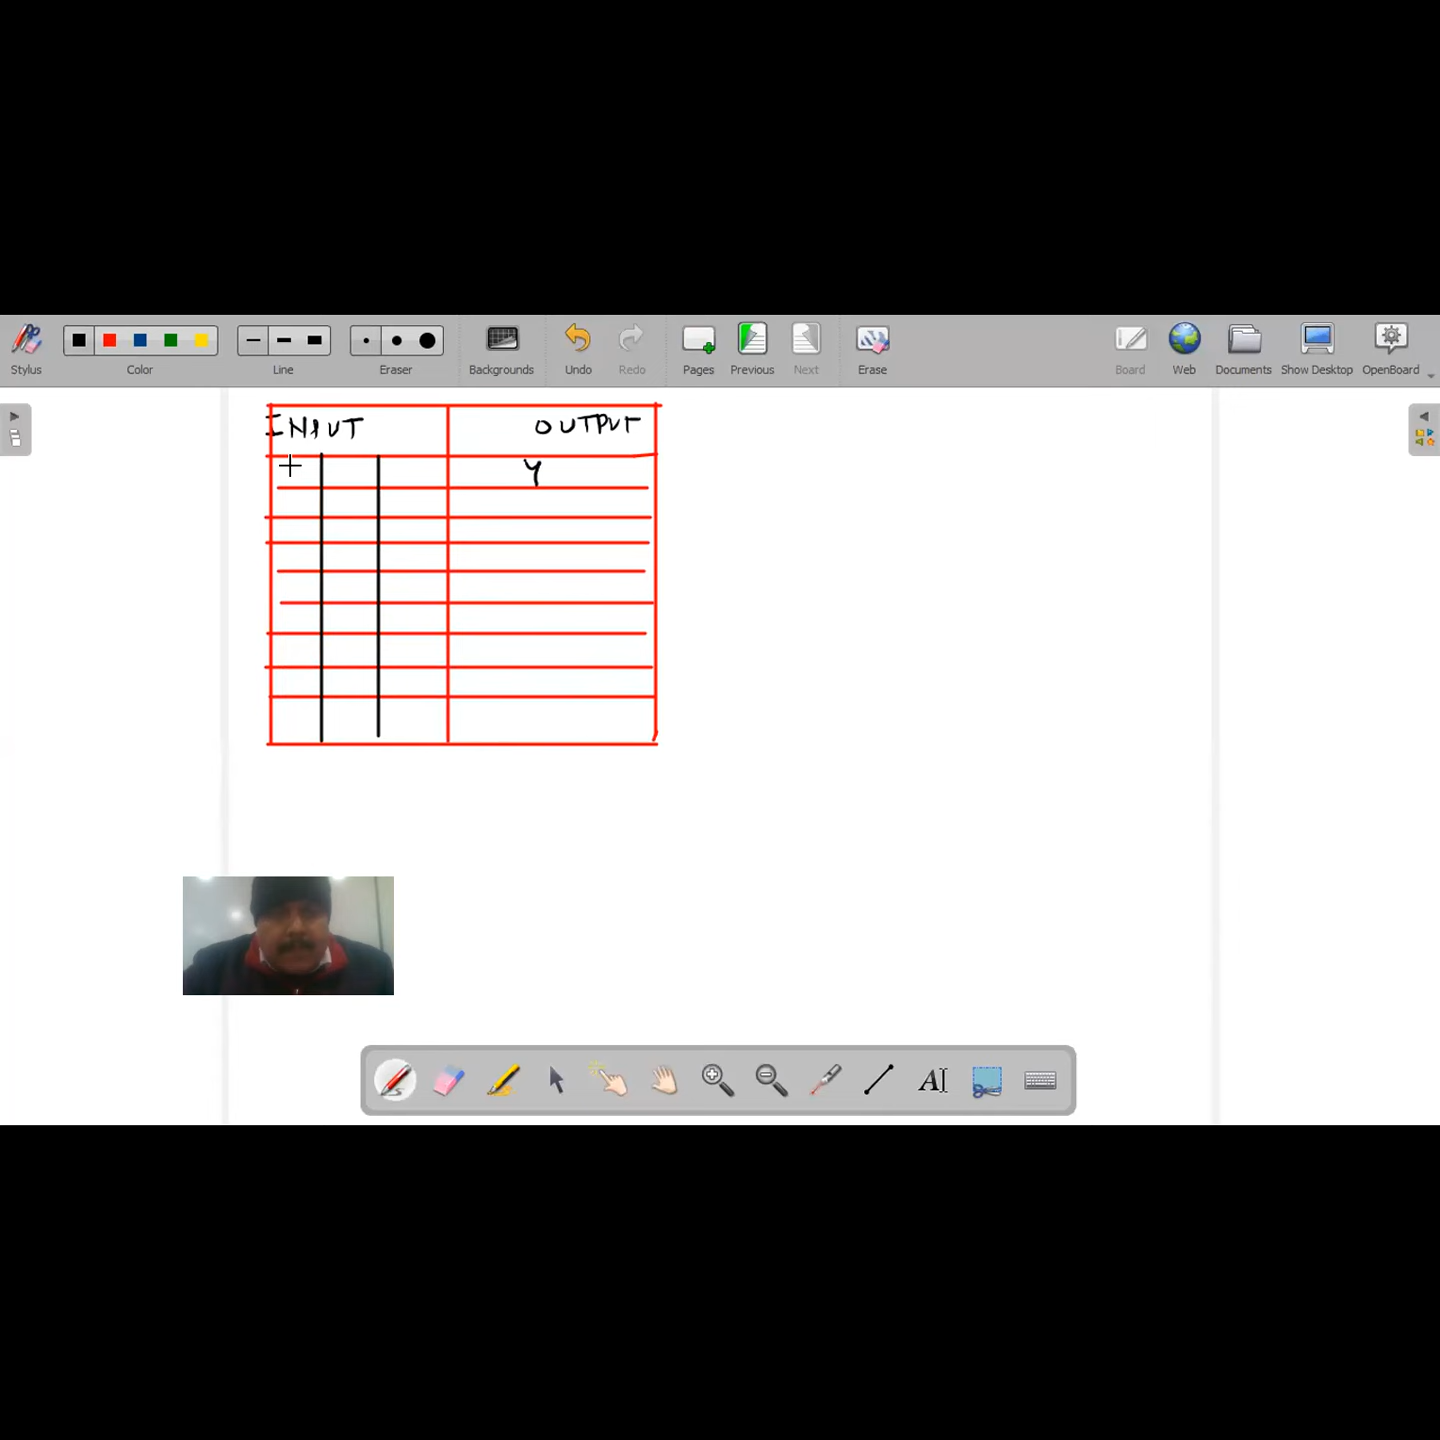 Stylus Color Line Eraser Backgrounds Undo Redo Pages Previous Next Erase Board Web Documents Show Desktop OpenBoard
INPUT OUTPUT
Y
AI